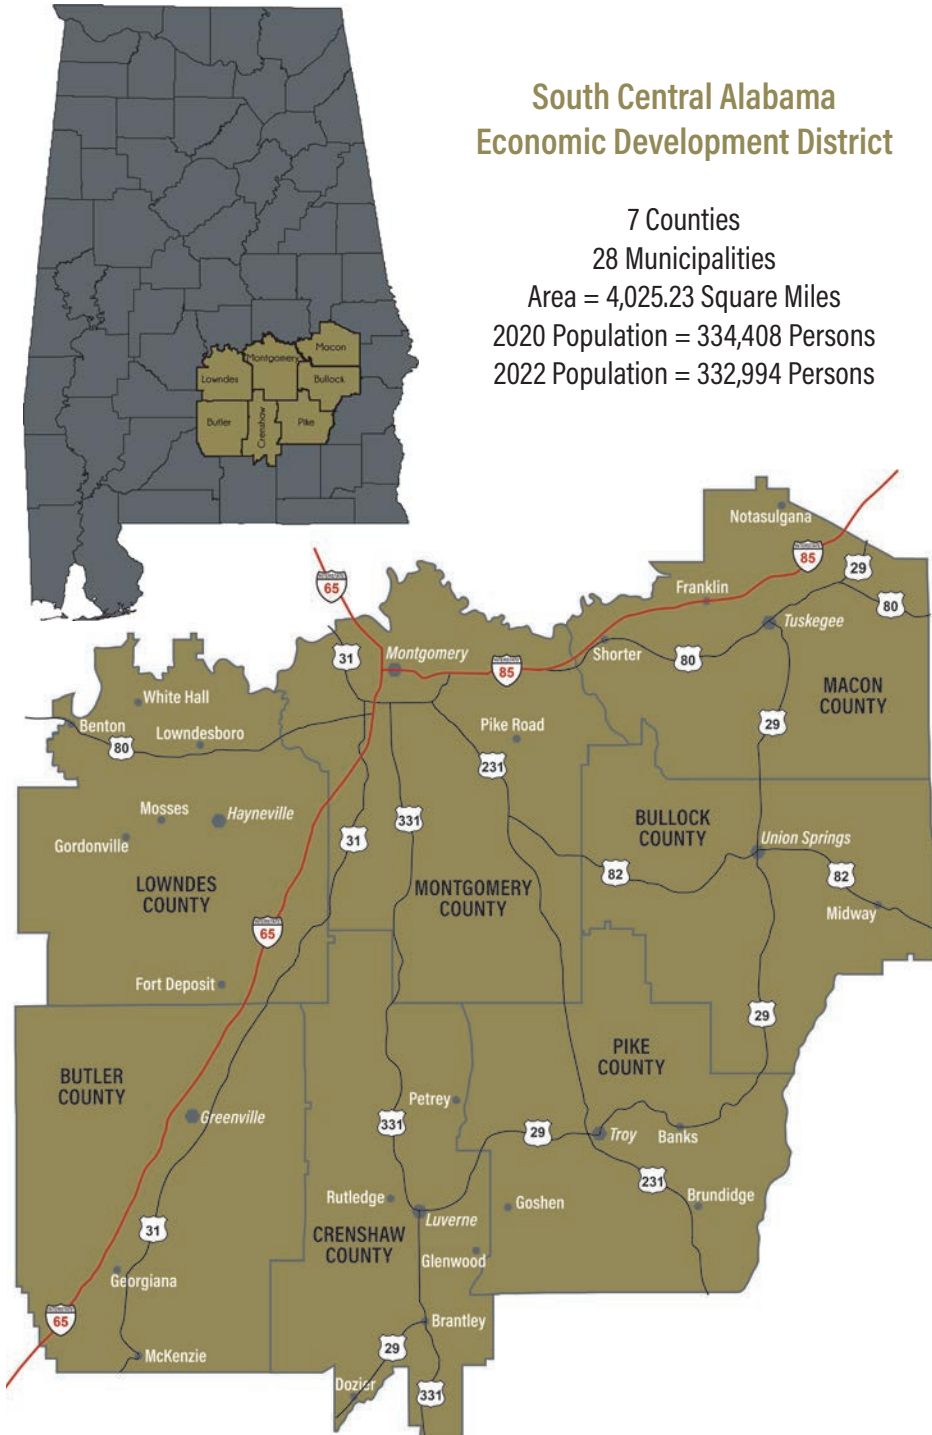 South Central Alabama
Economic Development District
7 Counties
28 Municipalities
Area = 4,025.23 Square Miles
2020 Population = 334,408 Persons
2022 Population = 332,994 Persons
Macon
Montgomery
Lowndes
Bullock
Butler
Crenshaw
Pike
Notasulgana
85
29
65
Franklin
80
Tuskegee
31
Montgomery
Shorter
80
85
MACON
COUNTY
White Hall
Benton
Lowndesboro
80
Pike Road
29
231
Mosses
Hayneville
331
BULLOCK
COUNTY
Gordonville
31
Union Springs
LOWNDES
COUNTY
MONTGOMERY
COUNTY
82
82
Midway
65
Fort Deposit
29
PIKE
COUNTY
BUTLER
COUNTY
Petrey
Greenville
331
29
Troy
Banks
231
Rutledge
Goshen
Brundidge
Luverne
31
CRENSHAW
COUNTY
Glenwood
Georgiana
65
Brantley
29
McKenzie
Dozier
331